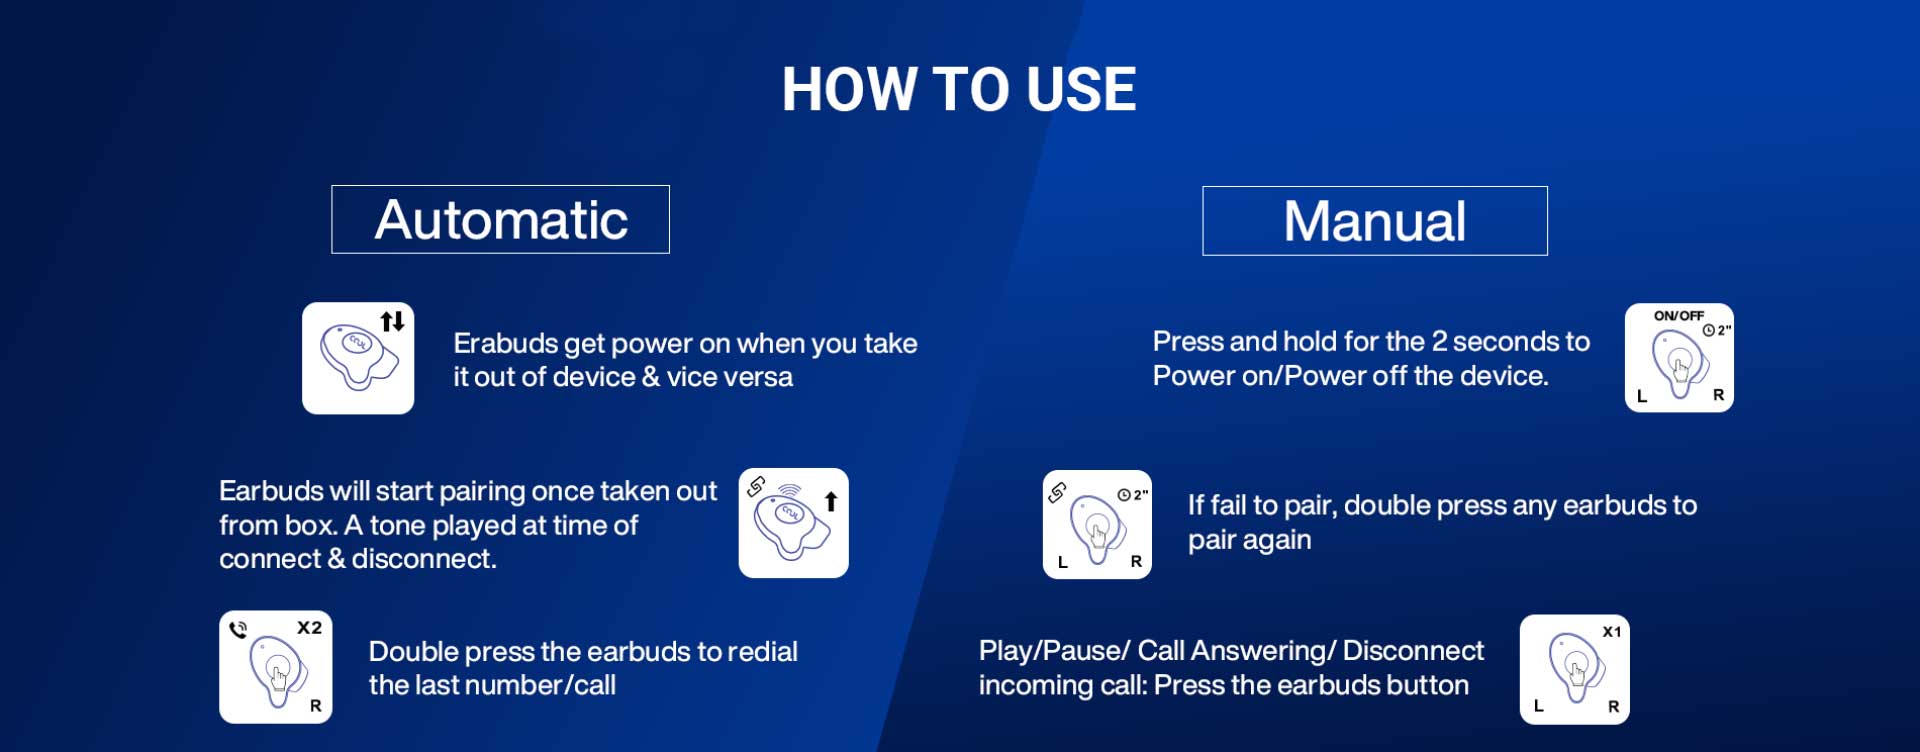 HOW TO USE
Automatic
Erabuds get power on when you take
it out of device & vice versa
Earbuds will start pairing once taken out
from box. A tone played at time of
connect & disconnect.
X2
R
Double press the earbuds to redial
the last number/call
Manual
Press and hold for the 2 seconds to
Power on/Power off the device.
ON/OFF
2"
L R
2"
L R
If fail to pair, double press any earbuds to
pair again
Play/Pause/ Call Answering/ Disconnect
incoming call: Press the earbuds button
X1
L R